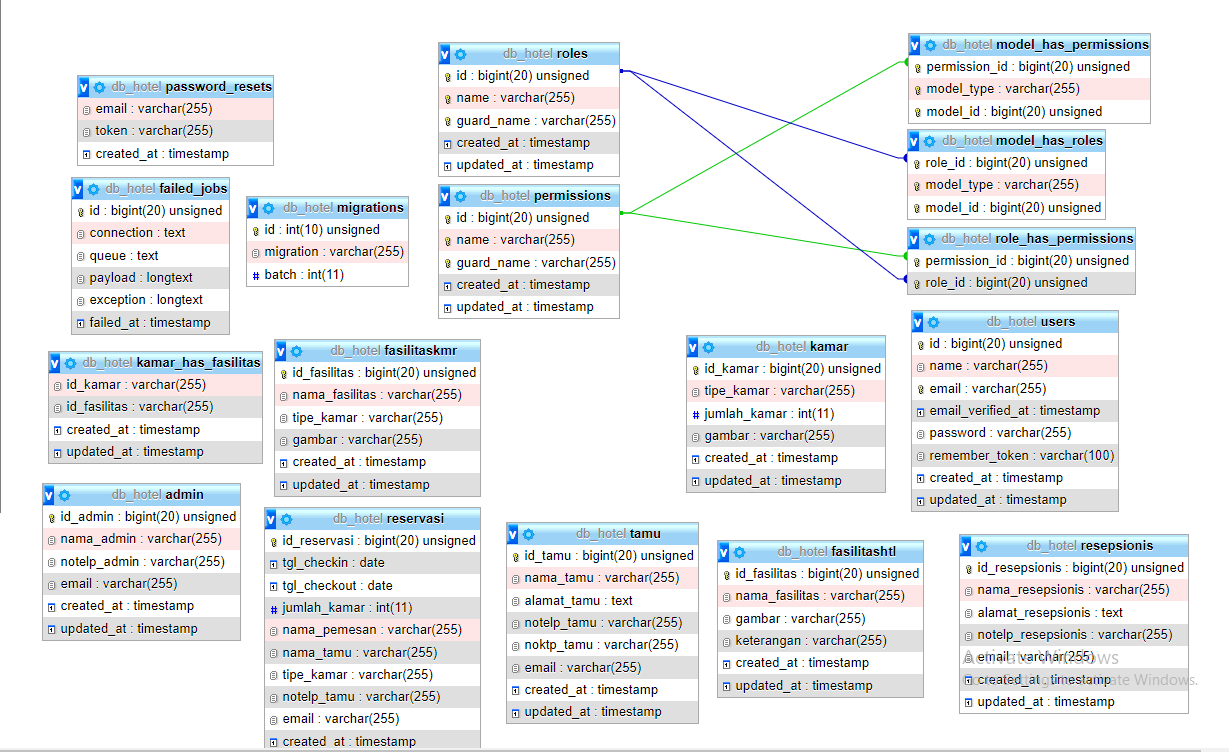 db_hotel password_resets
email : varchar(255)
token : varchar(255)
created_at : timestamp
db_hotel failed_jobs
id : bigint(20) unsigned
connection : text
queue : text
payload : longtext
exception : longtext
failed_at : timestamp
db_hotel migrations
id : int(10) unsigned
migration : varchar(255)
# batch : int(11)
db_hotel roles
id : bigint(20) unsigned
name : varchar(255)
guard_name : varchar(255)
created_at : timestamp
updated_at : timestamp
db_hotel permissions
id : bigint(20) unsigned
name : varchar(255)
guard_name : varchar(255)
created_at : timestamp
updated_at : timestamp
db_hotel model_has_permissions
permission_id : bigint(20) unsigned
model_type : varchar(255)
model_id : bigint(20) unsigned
db_hotel model_has_roles
role_id : bigint(20) unsigned
model_type : varchar(255)
model_id : bigint(20) unsigned
db_hotel role_has_permissions
permission_id : bigint(20) unsigned
role_id : bigint(20) unsigned
db_hotel kamar_has_fasilitas
id_kamar : varchar(255)
id_fasilitas : varchar(255)
created_at : timestamp
updated_at : timestamp
db_hotel fasilitaskmr
id_fasilitas : bigint(20) unsigned
nama_fasilitas : varchar(255)
tipe_kamar : varchar(255)
gambar : varchar(255)
created_at : timestamp
updated_at : timestamp
db_hotel kamar
id_kamar : bigint(20) unsigned
tipe_kamar : varchar(255)
# jumlah_kamar : int(11)
gambar : varchar(255)
created_at : timestamp
updated_at : timestamp
db_hotel users
id : bigint(20) unsigned
name : varchar(255)
email : varchar(255)
email_verified_at : timestamp
password : varchar(255)
remember_token : varchar(100)
created_at : timestamp
updated_at : timestamp
db_hotel admin
id_admin : bigint(20) unsigned
nama_admin : varchar(255)
notelp_admin : varchar(255)
email : varchar(255)
created_at : timestamp
updated_at : timestamp
db_hotel reservasi
id_reservasi : bigint(20) unsigned
tgl_checkin : date
tgl_checkout : date
# jumlah_kamar : int(11)
nama_pemesan : varchar(255)
nama_tamu : varchar(255)
tipe_kamar : varchar(255)
notelp_tamu : varchar(255)
email : varchar(255)
created_at : timestamp
db_hotel tamu
id_tamu : bigint(20) unsigned
nama_tamu : varchar(255)
alamat_tamu : text
notelp_tamu : varchar(255)
noktp_tamu : varchar(255)
email : varchar(255)
created_at : timestamp
updated_at : timestamp
db_hotel fasilitashtl
id_fasilitas : bigint(20) unsigned
nama_fasilitas : varchar(255)
gambar : varchar(255)
keterangan : varchar(255)
created_at : timestamp
updated_at : timestamp
db_hotel resepsionis
id_resepsionis : bigint(20) unsigned
nama_resepsionis : varchar(255)
alamat_resepsionis : text
notelp_resepsionis : varchar(255)
email : varchar(255)
created_at : timestamp
updated_at : timestamp
Activate Windows
Windows.